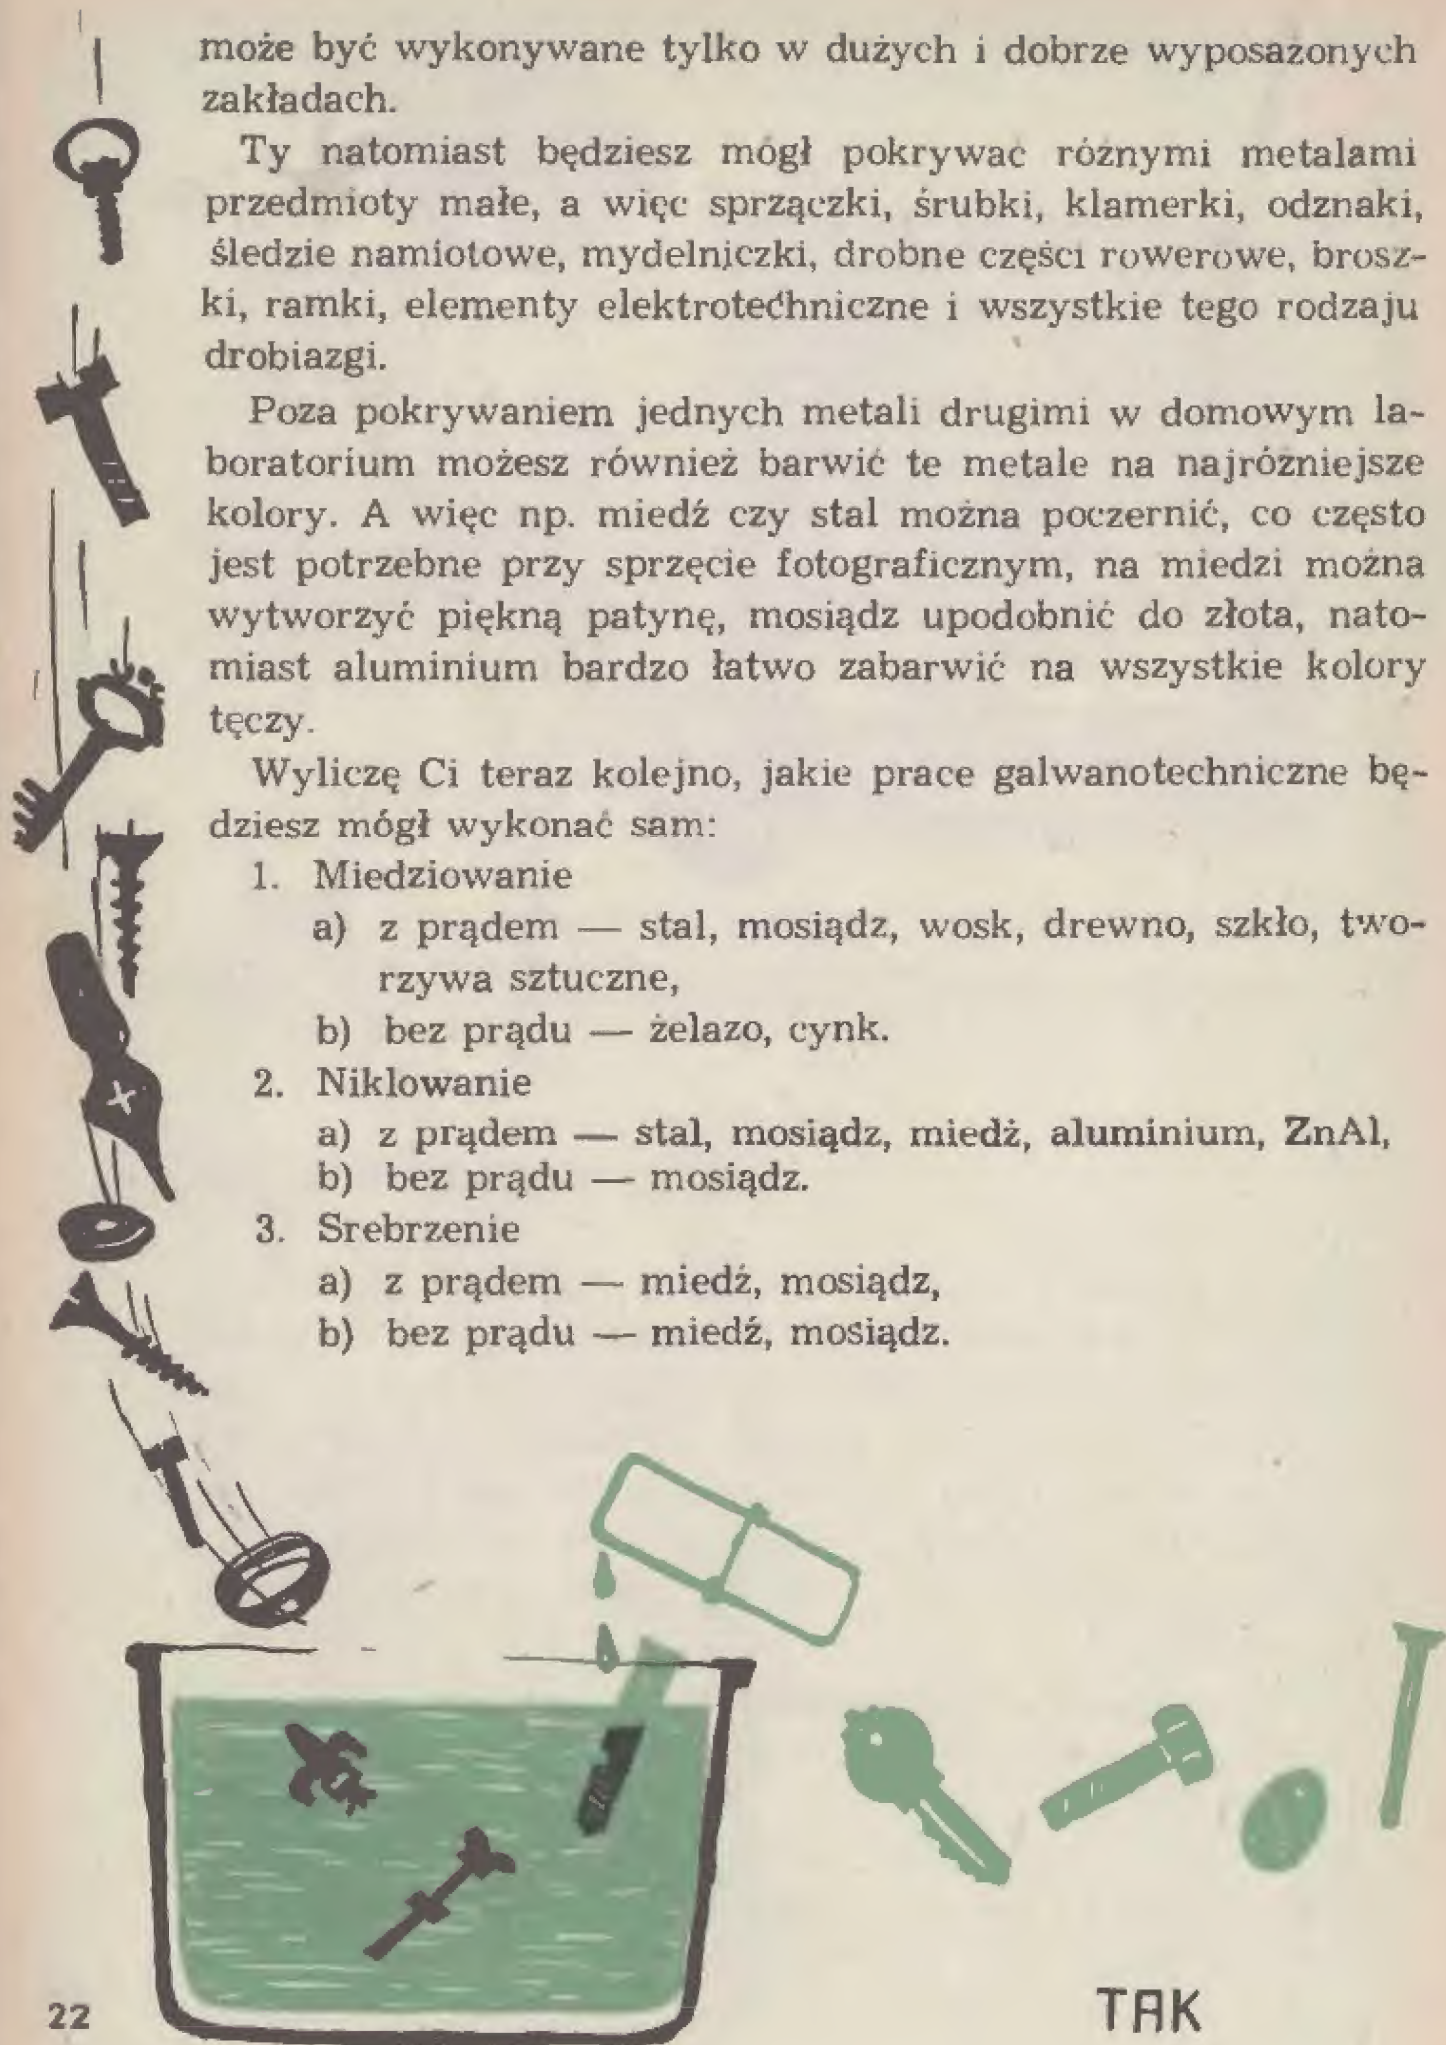 może być wykonywane tylko w dużych i dobrze wyposażonych
zakładach.
Ty natomiast będziesz mógł pokrywać różnymi metalami
przedmioty małe, a więc sprzączki, śrubki, klamerki, odznaki,
śledzie namiotowe, mydelniczki, drobne części rowerowe, brosz-
ki, ramki, elementy elektrotechniczne i wszystkie tego rodzaju
drobiazgi.
Poza pokrywaniem jednych metali drugimi w domowym la-
boratorium możesz również barwić te metale na najróżniejsze
kolory. A więc np. miedź czy stal można poczernić, co często
jest potrzebne przy sprzęcie fotograficznym, na miedzi można
wytworzyć piękną patynę, mosiądz upodobnić do złota, nato-
miast aluminium bardzo łatwo zabarwić na wszystkie kolory
tęczy.
Wyliczę Ci teraz kolejno, jakie prace galwanotechniczne bę-
dziesz mógł wykonać sam:
1. Miedziowanie
a) z prądem — stal, mosiądz, wosk, drewno, szkło, two-
rzywa sztuczne,
b) bez prądu — żelazo, cynk.
2. Niklowanie
a) z prądem — stal, mosiądz, miedź, aluminium, ZnAl,
b) bez prądu — mosiądz.
3. Srebrzenie
a) z prądem — miedź, mosiądz,
b) bez prądu — miedź, mosiądz.
TAK
22